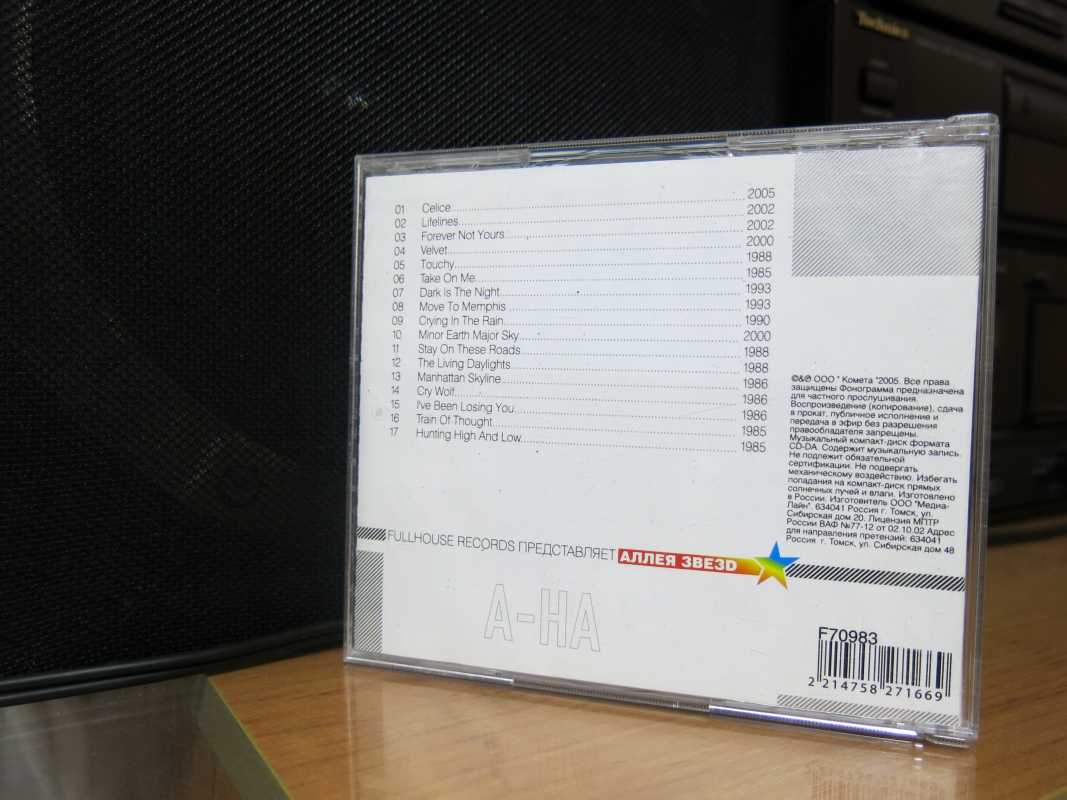 Technics
01 Celice 2005
02 Lifelines 2002
03 Forever Not Yours 2002
04 Velvet 2000
05 Touchy 1988
06 Take On Me 1985
07 Dark Is The Night 1993
08 Move To Memphis 1993
09 Crying In The Rain 1990
10 Minor Earth Major Sky 2000
11 Stay On These Roads 1988
12 The Living Daylights 1988
13 Manhattan Skyline 1986
14 Cry Wolf 1986
15 I've Been Losing You 1986
16 Train Of Thought 1985
17 Hunting High And Low 1985
©&℗ ООО " Комета "2005. Все права
защищены Фонограмма предназначена
для частного прослушивания.
Воспроизведение (копирование), сдача
в прокат, публичное исполнение и
передача в эфир без разрешения
правообладателя запрещены.
Музыкальный компакт-диск формата
CD-DA. Содержит музыкальную запись.
Не подлежит обязательной
сертификации. Не подвергать
механическому воздействию. Избегать
попадания на компакт-диск прямых
солнечных лучей и влаги. Изготовлено
в России. Изготовитель ООО "Медиа-
Лайн". 634041 Россия г. Томск, ул.
Сибирская дом 20. Лицензия МПТР
России ВАФ №77-12 от 02.10.02 Адрес
для направления претензий: 634041
Россия г. Томск, ул. Сибирская дом 48
FULLHOUSE RECORDS ПРЕДСТАВЛЯЕТ АЛЛЕЯ ЗВЕЗD
A-HA
F70983
2 214758 271669